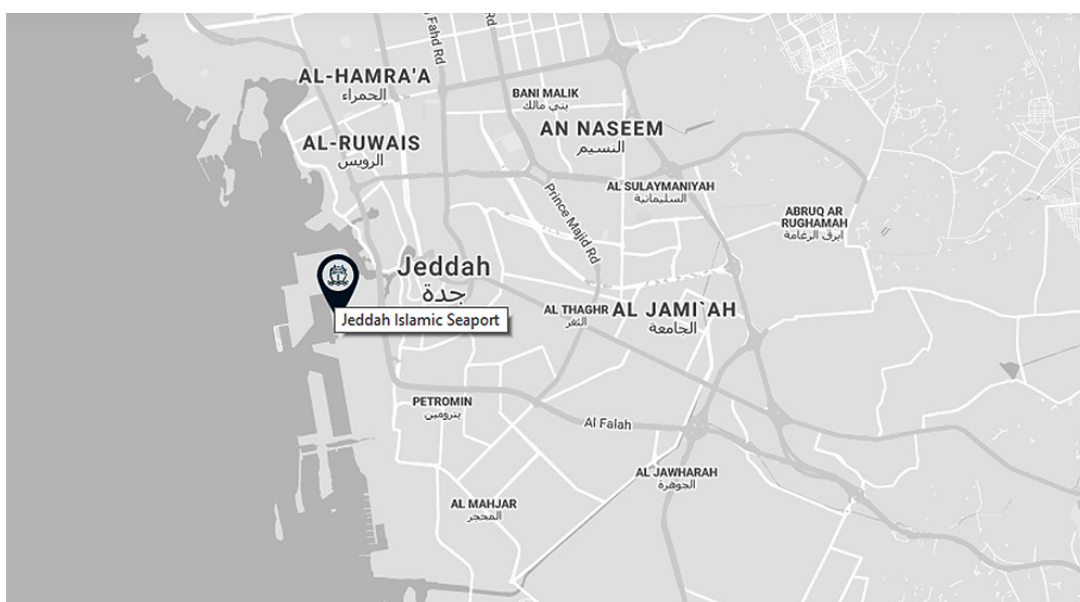 Fahd Rd
Rd
AL-HAMRA'A
الحمراء
BANI MALIK
بني مالك
AN NASEEM
النسيم
AL-RUWAIS
الرويس
AL SULAYMANIYAH
السليمانية
Prince Majid Rd
ABRUQ AR
RUGHAMAH
ابرق الرغامة
Jeddah
جدة
Jeddah Islamic Seaport
AL THAGHR
الثغر
AL JAMI`AH
الجامعة
PETROMIN
بترومين
Al Falah
AL JAWHARAH
الجوهرة
AL MAHJAR
المحجر